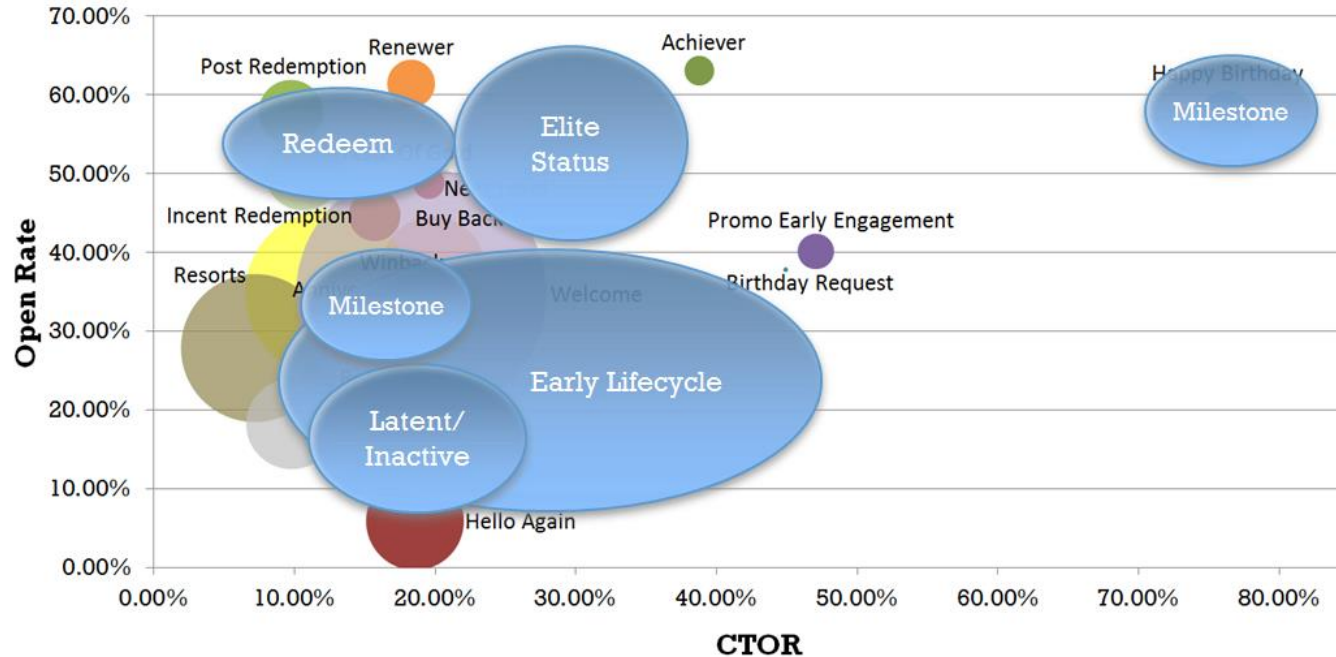 70.00%
60.00%
50.00%
40.00%
30.00%
20.00%
10.00%
0.00%
Open Rate
Renewer
Achiever
Post Redemption
Happy Birthday
Milestone
Redeem
Elite
Status
Incent Redemption
Buy Back
Promo Early Engagement
Winback
Resorts
Birthday Request
Welcome
Milestone
Early Lifecycle
Latent/
Inactive
Hello Again
0.00%
10.00%
20.00%
30.00%
40.00%
50.00%
60.00%
70.00%
80.00%
CTOR